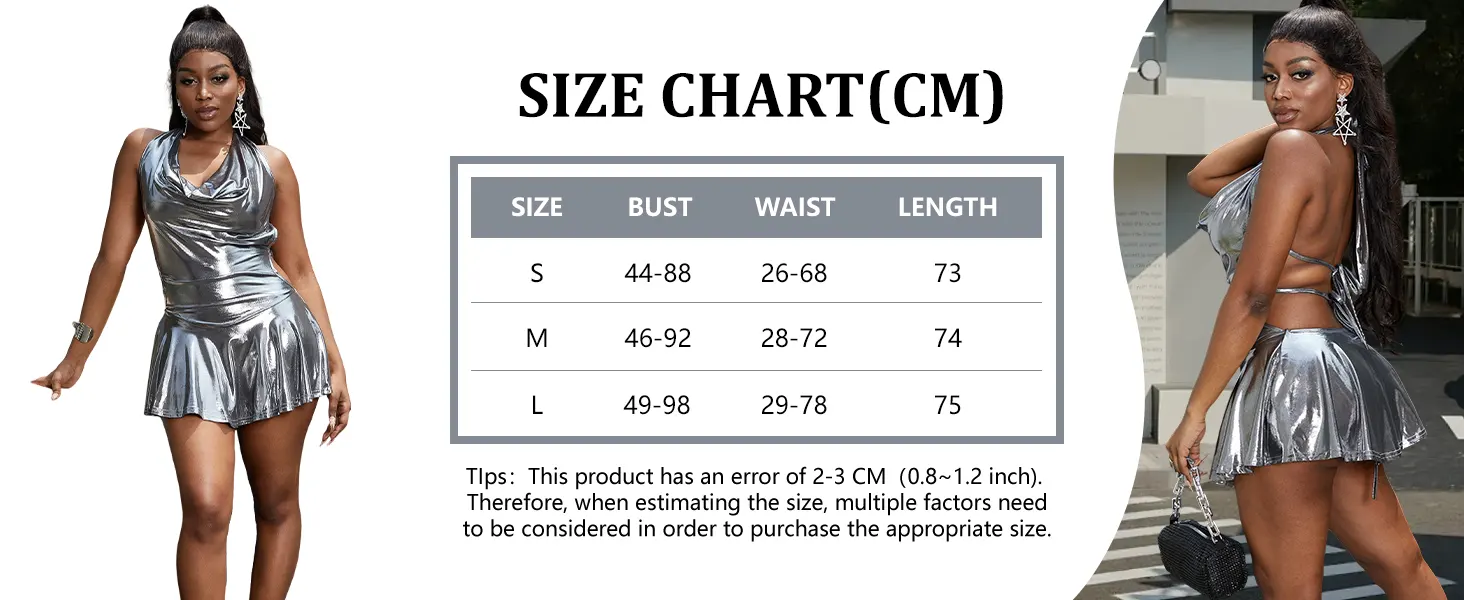 SIZE CHART(CM)
SIZE BUST WAIST LENGTH
S 44-88 26-68 73
M 46-92 28-72 74
L 49-98 29-78 75
TIps: This product has an error of 2-3 CM (0.8~1.2 inch).
Therefore, when estimating the size, multiple factors need
to be considered in order to purchase the appropriate size.